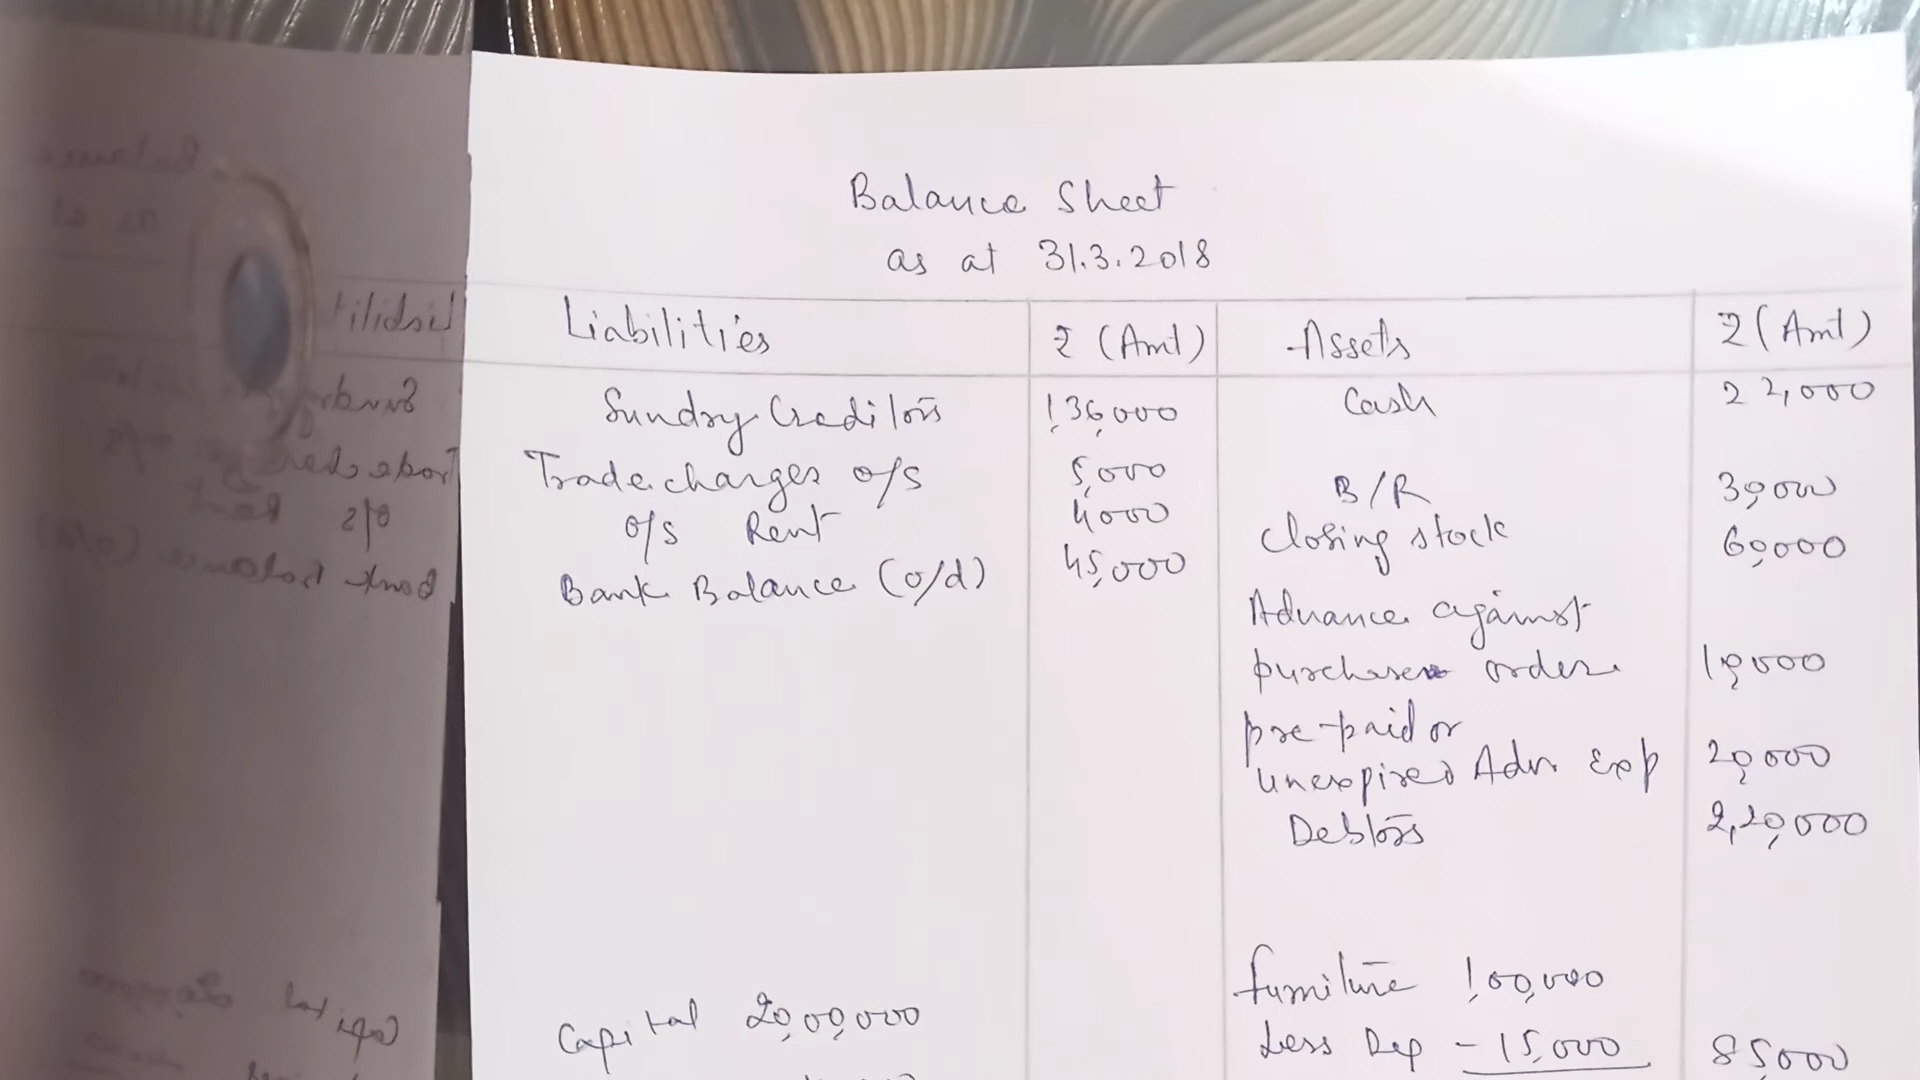 Balance Sheet
as at 31.3.2018
Liabilities ₹ (Amt) Assets ₹ (Amt)
Sundry Creditors 1,36,000 Cash 22,000
Trade charges o/s 5,000 B/R 30,000
o/s Rent 4000 Closing stock 60,000
Bank Balance (o/d) 45,000 Advance against
purchase order 10,000
pre-paid or
unexpired Adv. Exp 20,000
Debtors 2,20,000
Furniture 1,00,000
Capital 20,00,000 Less Dep - 15,000 85,000